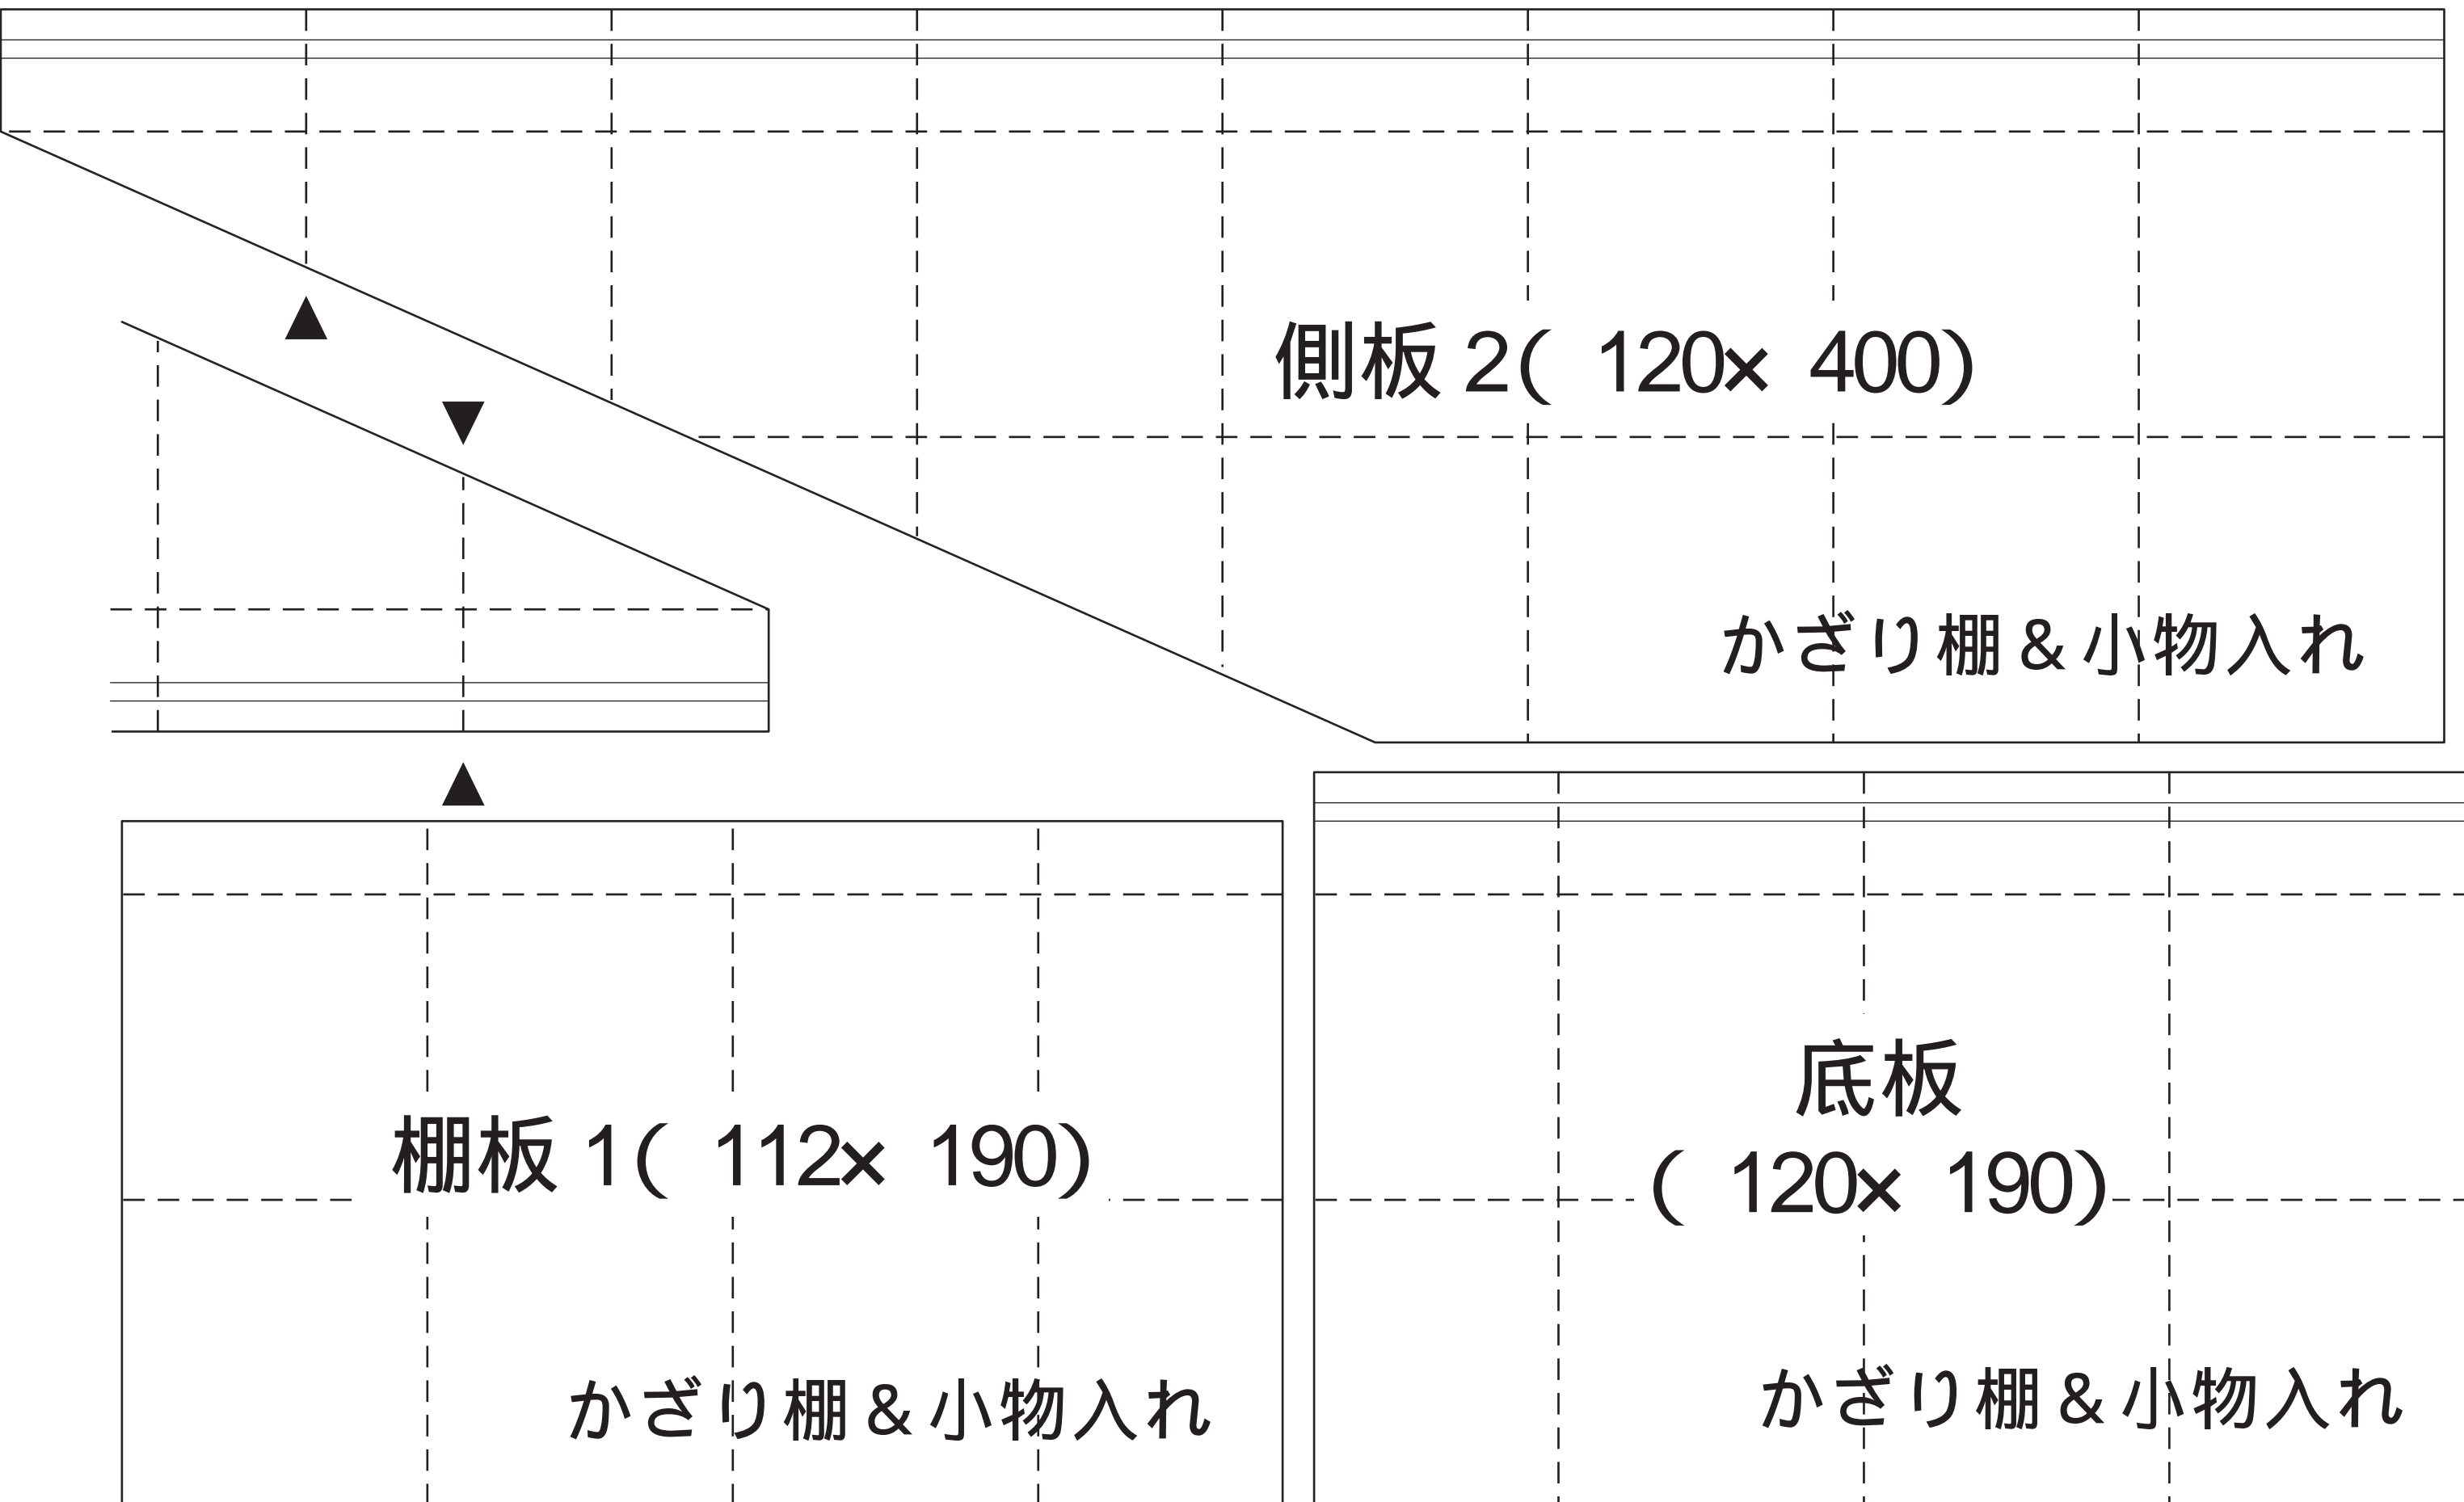 側板 2( 120× 400)
かざり棚 & 小物入れ
棚板 1( 112× 190)
かざり棚 & 小物入れ
底板
( 120× 190)
かざり棚 & 小物入れ